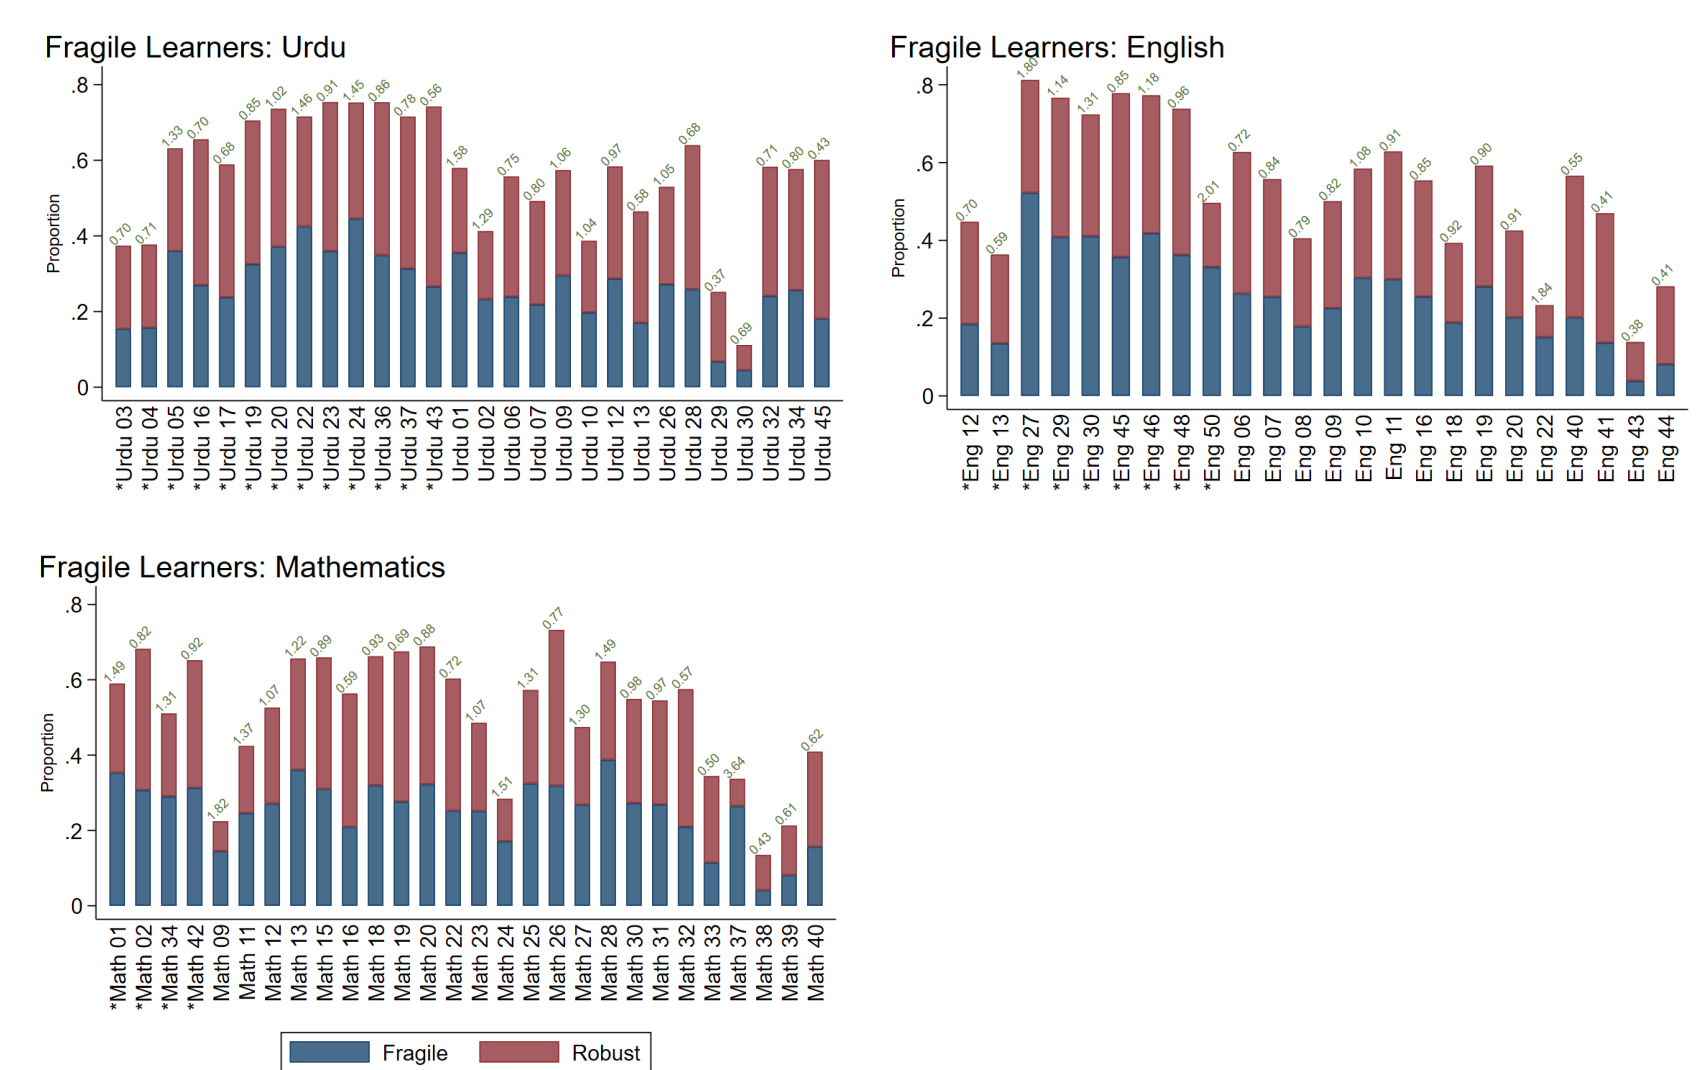 Fragile Learners: Urdu
.8
.6
.4
.2
0
Proportion
0.70
0.71
1.33
0.70
0.68
0.85
1.02
1.46
0.91
1.45
0.86
0.78
0.56
1.58
1.29
0.75
0.80
1.06
1.04
0.97
0.58
1.05
0.68
0.37
0.69
0.71
0.80
0.43
*Urdu 03
*Urdu 04
*Urdu 05
*Urdu 16
*Urdu 17
*Urdu 19
*Urdu 20
*Urdu 22
*Urdu 23
*Urdu 24
*Urdu 36
*Urdu 37
*Urdu 43
Urdu 01
Urdu 02
Urdu 06
Urdu 07
Urdu 09
Urdu 10
Urdu 12
Urdu 13
Urdu 26
Urdu 28
Urdu 29
Urdu 30
Urdu 32
Urdu 34
Urdu 45
Fragile Learners: English
.8
.6
.4
.2
0
Proportion
1.80
1.14
1.31
0.85
1.18
0.96
0.70
0.59
2.01
0.72
0.84
0.79
0.82
1.08
0.91
0.85
0.92
0.90
0.91
1.84
0.55
0.41
0.38
0.41
*Eng 12
*Eng 13
*Eng 27
*Eng 29
*Eng 30
*Eng 45
*Eng 46
*Eng 48
*Eng 50
Eng 06
Eng 07
Eng 08
Eng 09
Eng 10
Eng 11
Eng 16
Eng 18
Eng 19
Eng 20
Eng 22
Eng 40
Eng 41
Eng 43
Eng 44
Fragile Learners: Mathematics
.8
.6
.4
.2
0
Proportion
1.49
0.82
1.31
0.92
1.82
1.37
1.07
1.22
0.89
0.59
0.93
0.69
0.88
0.72
1.07
1.51
1.31
0.77
1.30
1.49
0.98
0.97
0.57
0.50
3.64
0.43
0.61
0.62
*Math 01
*Math 02
*Math 34
*Math 42
Math 09
Math 11
Math 12
Math 13
Math 15
Math 16
Math 18
Math 19
Math 20
Math 22
Math 23
Math 24
Math 25
Math 26
Math 27
Math 28
Math 30
Math 31
Math 32
Math 33
Math 37
Math 38
Math 39
Math 40
Fragile
Robust